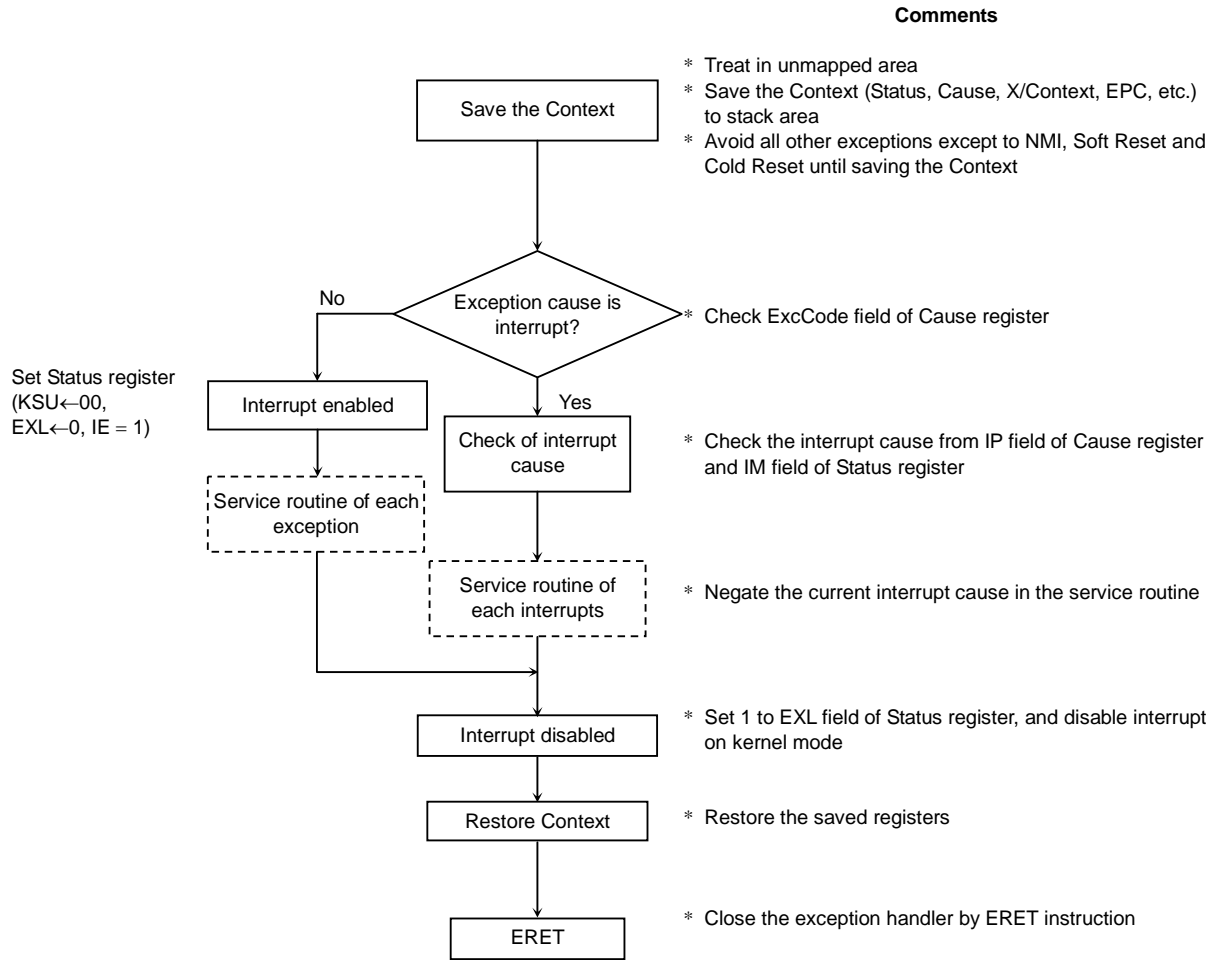 Comments
Save the Context
* Treat in unmapped area
* Save the Context (Status, Cause, X/Context, EPC, etc.)
to stack area
* Avoid all other exceptions except to NMI, Soft Reset and
Cold Reset until saving the Context
No
Exception cause is
interrupt?
* Check ExcCode field of Cause register
Set Status register
(KSU←00,
EXL←0, IE = 1)
Interrupt enabled
Yes
Check of interrupt
cause
* Check the interrupt cause from IP field of Cause register
and IM field of Status register
Service routine of each
exception
Service routine of
each interrupts
* Negate the current interrupt cause in the service routine
Interrupt disabled
* Set 1 to EXL field of Status register, and disable interrupt
on kernel mode
Restore Context
* Restore the saved registers
ERET
* Close the exception handler by ERET instruction